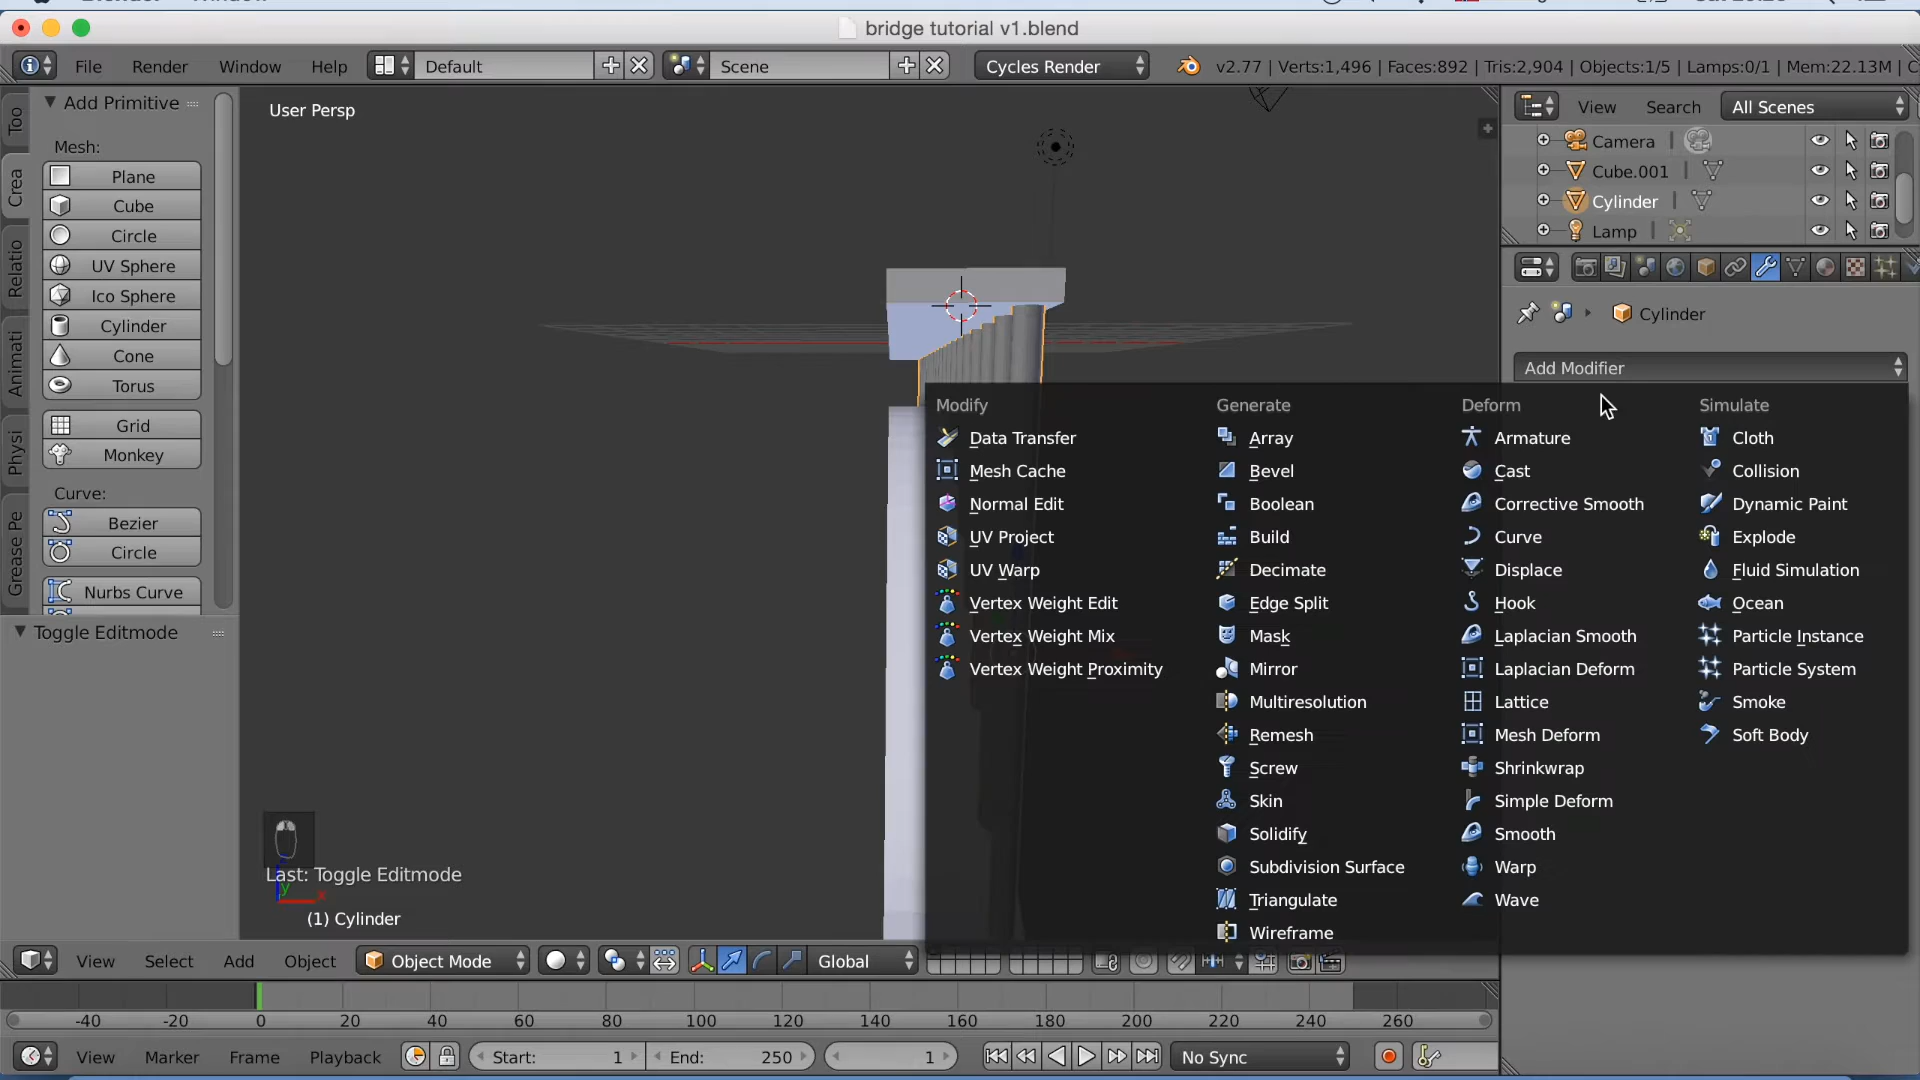 bridge tutorial v1.blend
File Render Window Help Default Scene Cycles Render v2.77 | Verts:1,496 | Faces:892 | Tris:2,904 | Objects:1/5 | Lamps:0/1 | Mem:22.13M | C
Too
Crea
Relatio
Animati
Physi
Grease Pe
Add Primitive
Mesh:
Plane
Cube
Circle
UV Sphere
Ico Sphere
Cylinder
Cone
Torus
Grid
Monkey
Curve:
Bezier
Circle
Nurbs Curve
Toggle Editmode
User Persp
Last: Toggle Editmode
y x
(1) Cylinder
View Search All Scenes
Camera
Cube.001
Cylinder
Lamp
Cylinder
Add Modifier
Modify
Data Transfer
Mesh Cache
Normal Edit
UV Project
UV Warp
Vertex Weight Edit
Vertex Weight Mix
Vertex Weight Proximity
Generate
Array
Bevel
Boolean
Build
Decimate
Edge Split
Mask
Mirror
Multiresolution
Remesh
Screw
Skin
Solidify
Subdivision Surface
Triangulate
Wireframe
Deform
Armature
Cast
Corrective Smooth
Curve
Displace
Hook
Laplacian Smooth
Laplacian Deform
Lattice
Mesh Deform
Shrinkwrap
Simple Deform
Smooth
Warp
Wave
Simulate
Cloth
Collision
Dynamic Paint
Explode
Fluid Simulation
Ocean
Particle Instance
Particle System
Smoke
Soft Body
View Select Add Object Object Mode Global
-40 -20 0 20 40 60 80 100 120 140 160 180 200 220 240 260
View Marker Frame Playback Start: 1 End: 250 1 No Sync